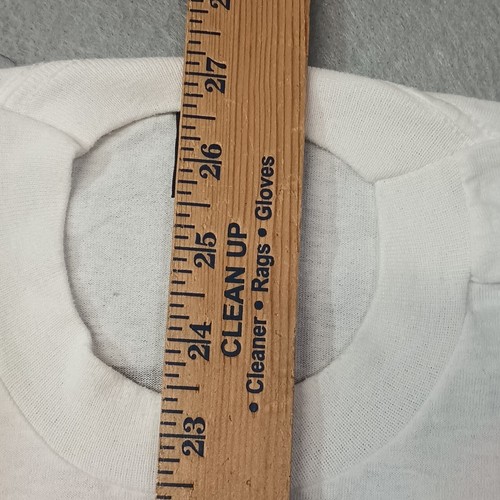 23
24
25
26
27
CLEAN UP
• Cleaner • Rags • Gloves